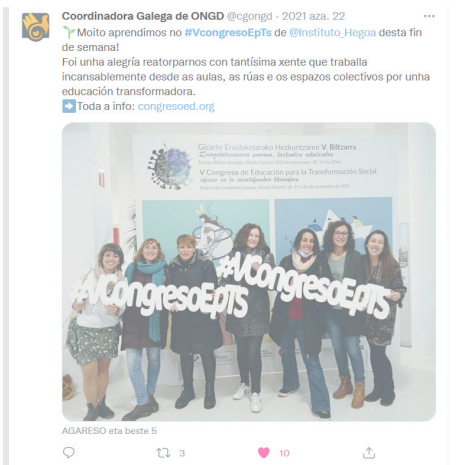 Coordinadora Galega de ONGD @cgongd · 2021 aza. 22
Moito aprendimos no #VcongresoEpTs de @Instituto_Hegoa desta fin
de semana!
Foi unha alegría reatorparnos con tantísima xente que traballa
incansablemente desde as aulas, as rúas e os espazos colectivos por unha
educación transformadora.
Toda a info: congresoed.org
Gizarte Eraldaketarako Hezkuntzaren V. Biltzarra
V Congreso de Educación para la Transformación Social
#VCongresoEpTS
#VCongresoEpTS
AGARESO eta beste 5
3
10